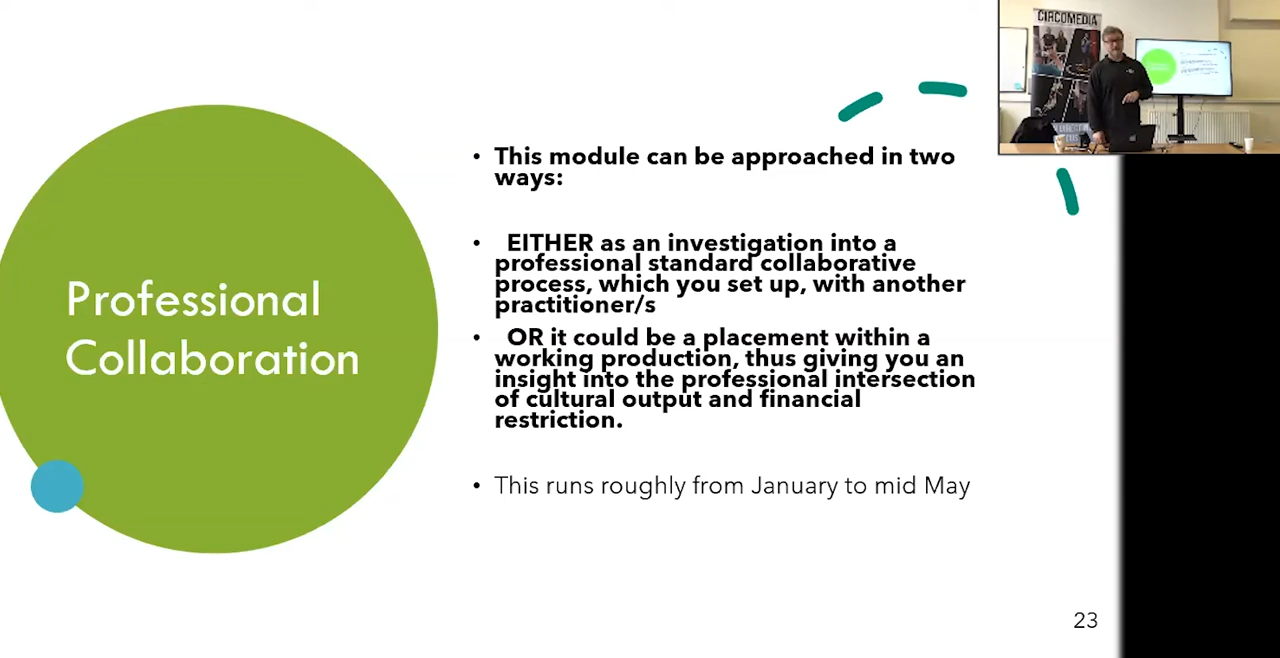 CIRCOMEDIA
Professional
Collaboration
• This module can be approached in two
ways:
• EITHER as an investigation into a
professional standard collaborative
process, which you set up, with another
practitioner/s
• OR it could be a placement within a
working production, thus giving you an
insight into the professional intersection
of cultural output and financial
restriction.
• This runs roughly from January to mid May
23